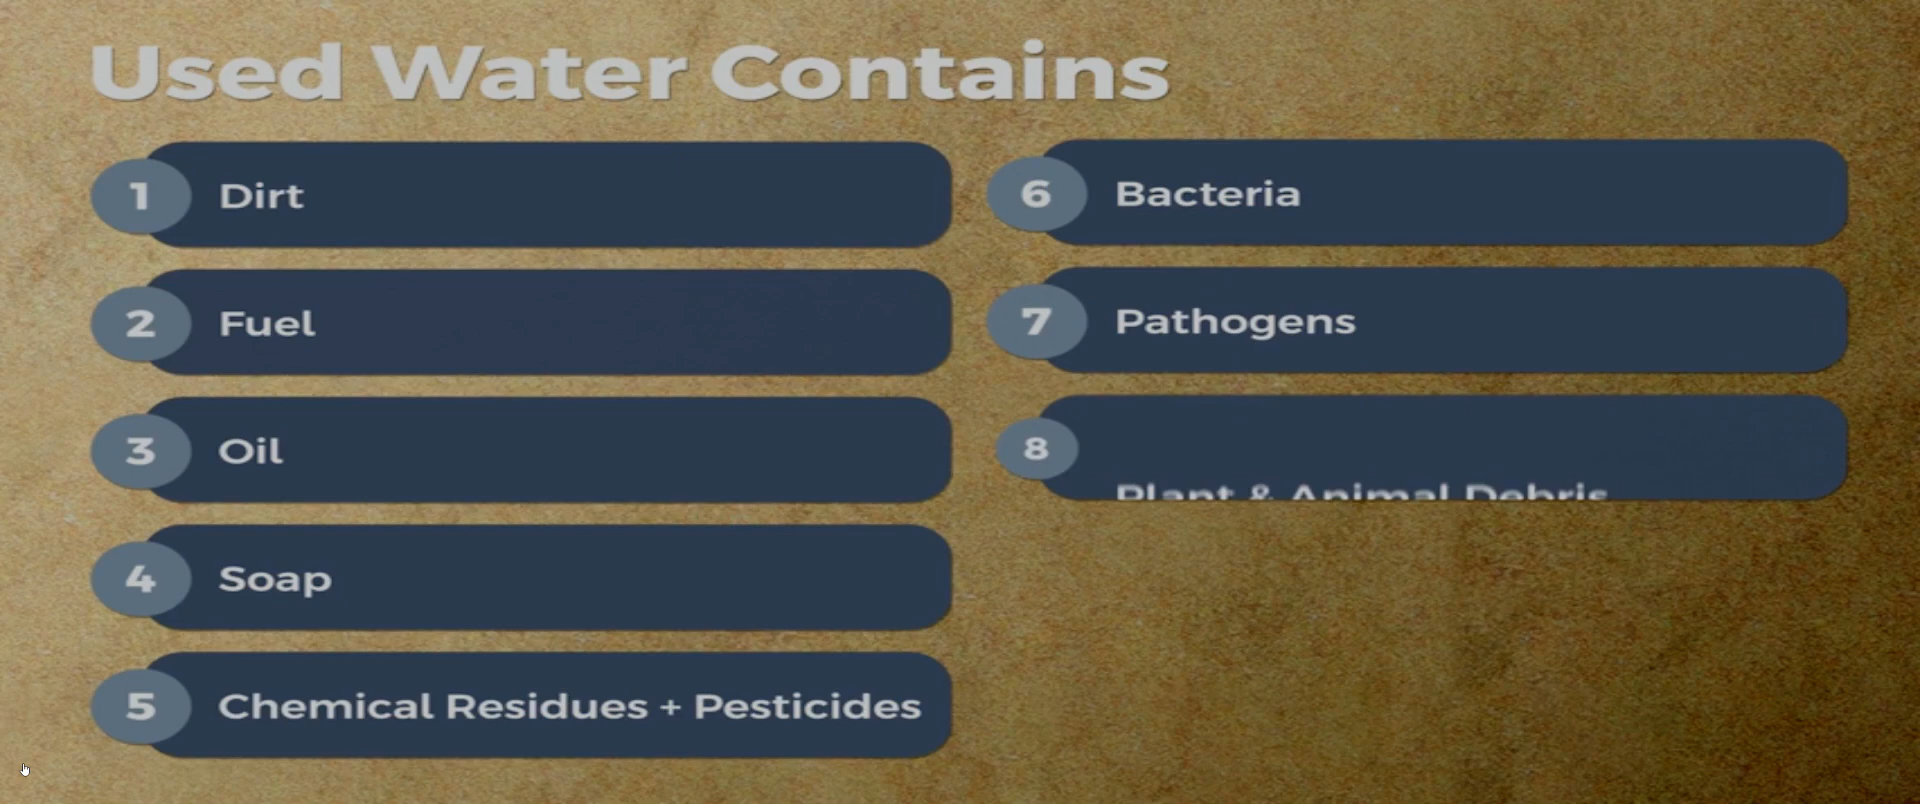 Used Water Contains
1 Dirt
2 Fuel
3 Oil
4 Soap
5 Chemical Residues + Pesticides
6 Bacteria
7 Pathogens
8 Plant & Animal Debris